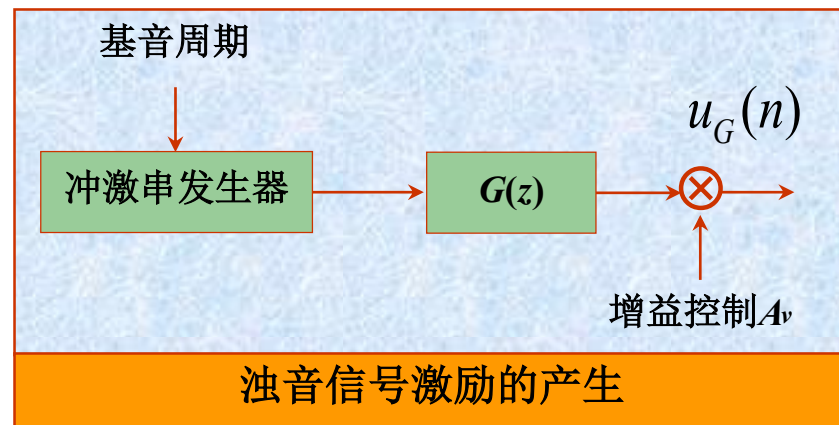 基音周期
u_G(n)
冲激串发生器
G(z)
增益控制Av
浊音信号激励的产生